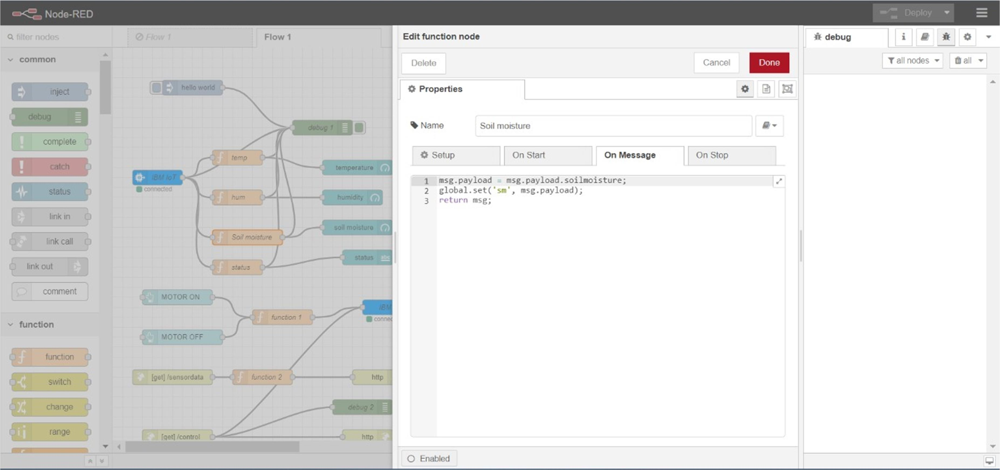 Node-RED
Deploy
filter nodes
Flow 1
Flow 1
common
inject
debug
complete
catch
status
link in
link call
link out
comment
function
function
switch
change
range
hello world
debug 1
temp
temperature
IBM IoT
connected
hum
humidity
Soil moisture
soil moisture
status
status
abc
MOTOR ON
MOTOR OFF
function 1
IBM
connec
[get] /sensordata
function 2
http
debug 2
[get] /control
http
Edit function node
Delete
Cancel
Done
Properties
Name
Soil moisture
Setup
On Start
On Message
On Stop
1 msg.payload = msg.payload.soilmoisture;
2 global.set('sm', msg.payload);
3 return msg;
Enabled
debug
i
all nodes
all